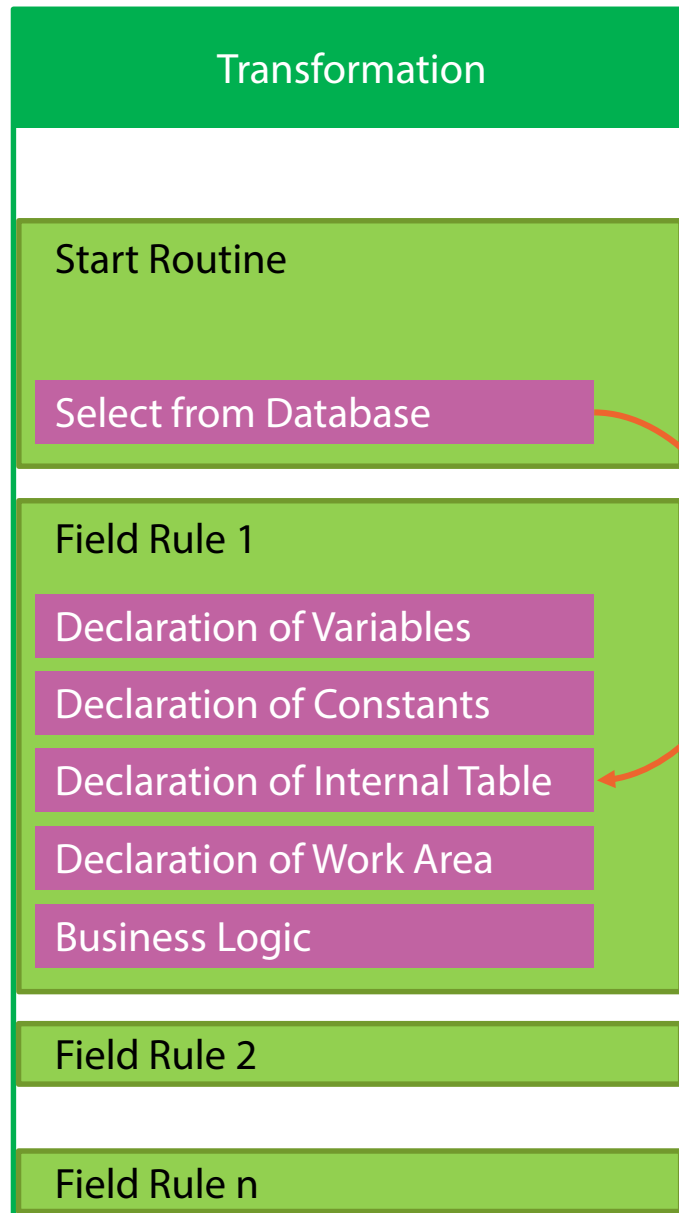 Transformation
Start Routine
Select from Database
Field Rule 1
Declaration of Variables
Declaration of Constants
Declaration of Internal Table
Declaration of Work Area
Business Logic
Field Rule 2
Field Rule n